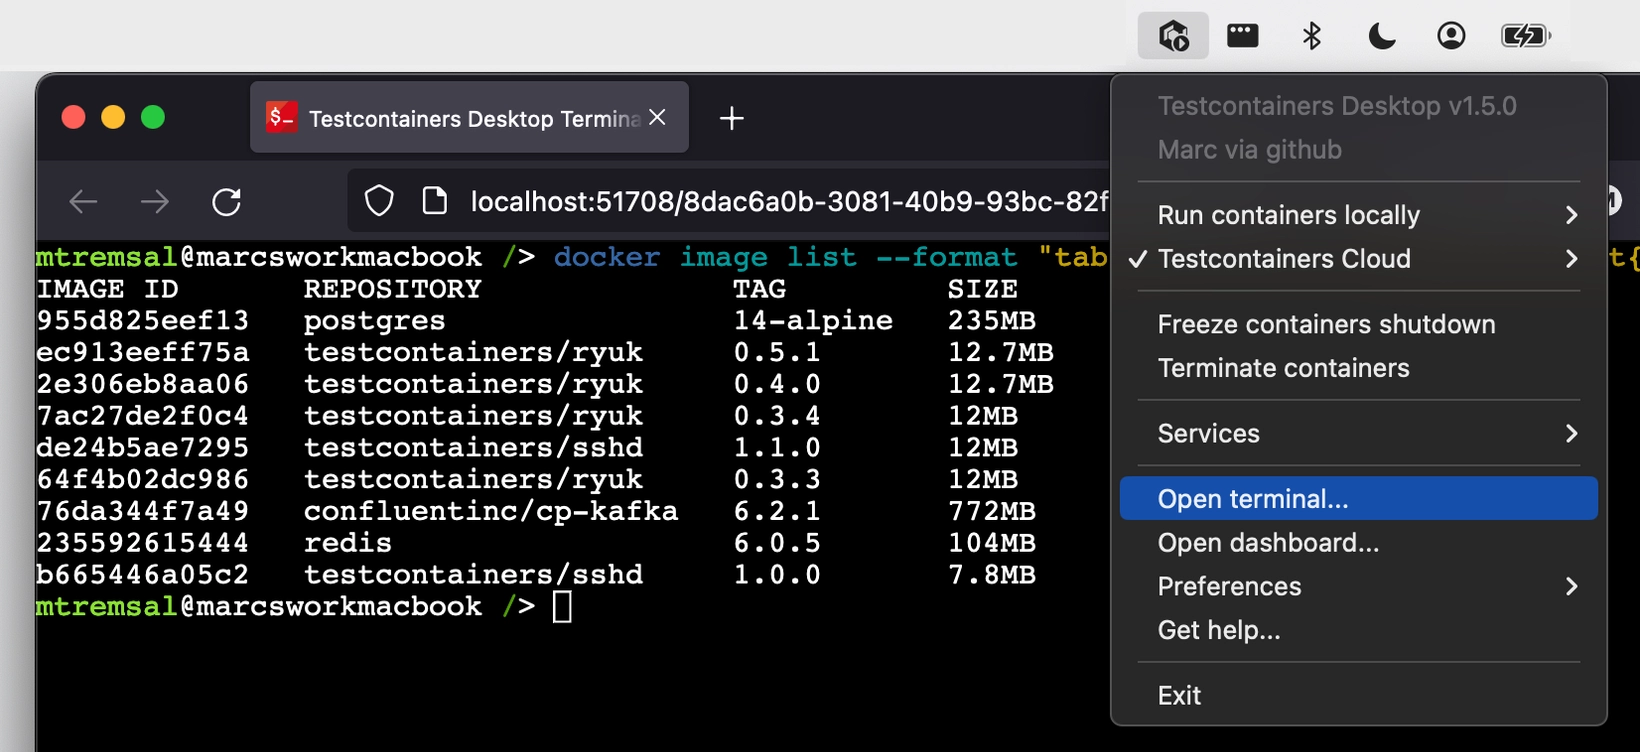 $_ Testcontainers Desktop Termina
localhost:51708/8dac6a0b-3081-40b9-93bc-82f
mtremsal@marcsworkmacbook /> docker image list --format "tab t{
IMAGE ID REPOSITORY TAG SIZE
955d825eef13 postgres 14-alpine 235MB
ec913eeff75a testcontainers/ryuk 0.5.1 12.7MB
2e306eb8aa06 testcontainers/ryuk 0.4.0 12.7MB
7ac27de2f0c4 testcontainers/ryuk 0.3.4 12MB
de24b5ae7295 testcontainers/sshd 1.1.0 12MB
64f4b02dc986 testcontainers/ryuk 0.3.3 12MB
76da344f7a49 confluentinc/cp-kafka 6.2.1 772MB
235592615444 redis 6.0.5 104MB
b665446a05c2 testcontainers/sshd 1.0.0 7.8MB
mtremsal@marcsworkmacbook />
Testcontainers Desktop v1.5.0
Marc via github
Run containers locally
✓ Testcontainers Cloud
Freeze containers shutdown
Terminate containers
Services
Open terminal...
Open dashboard...
Preferences
Get help...
Exit